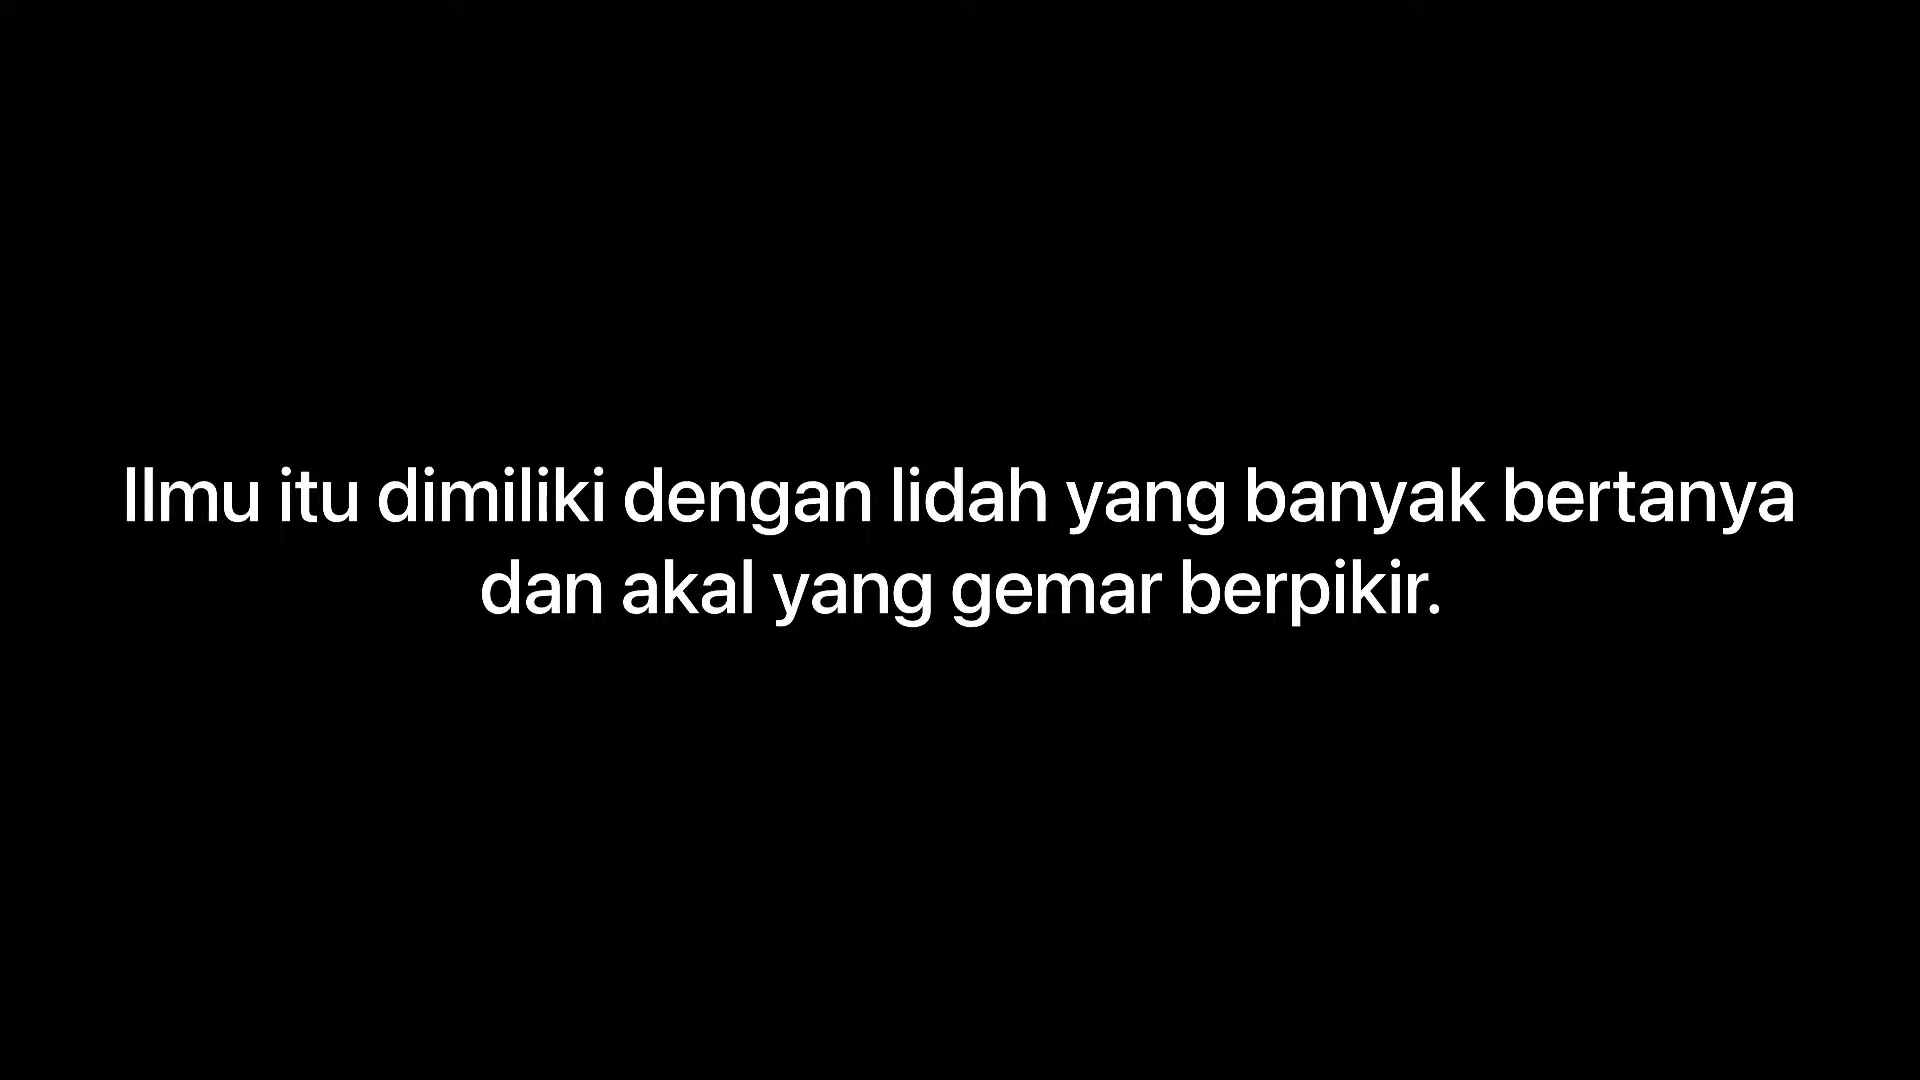 Ilmu itu dimiliki dengan lidah yang banyak bertanya
dan akal yang gemar berpikir.